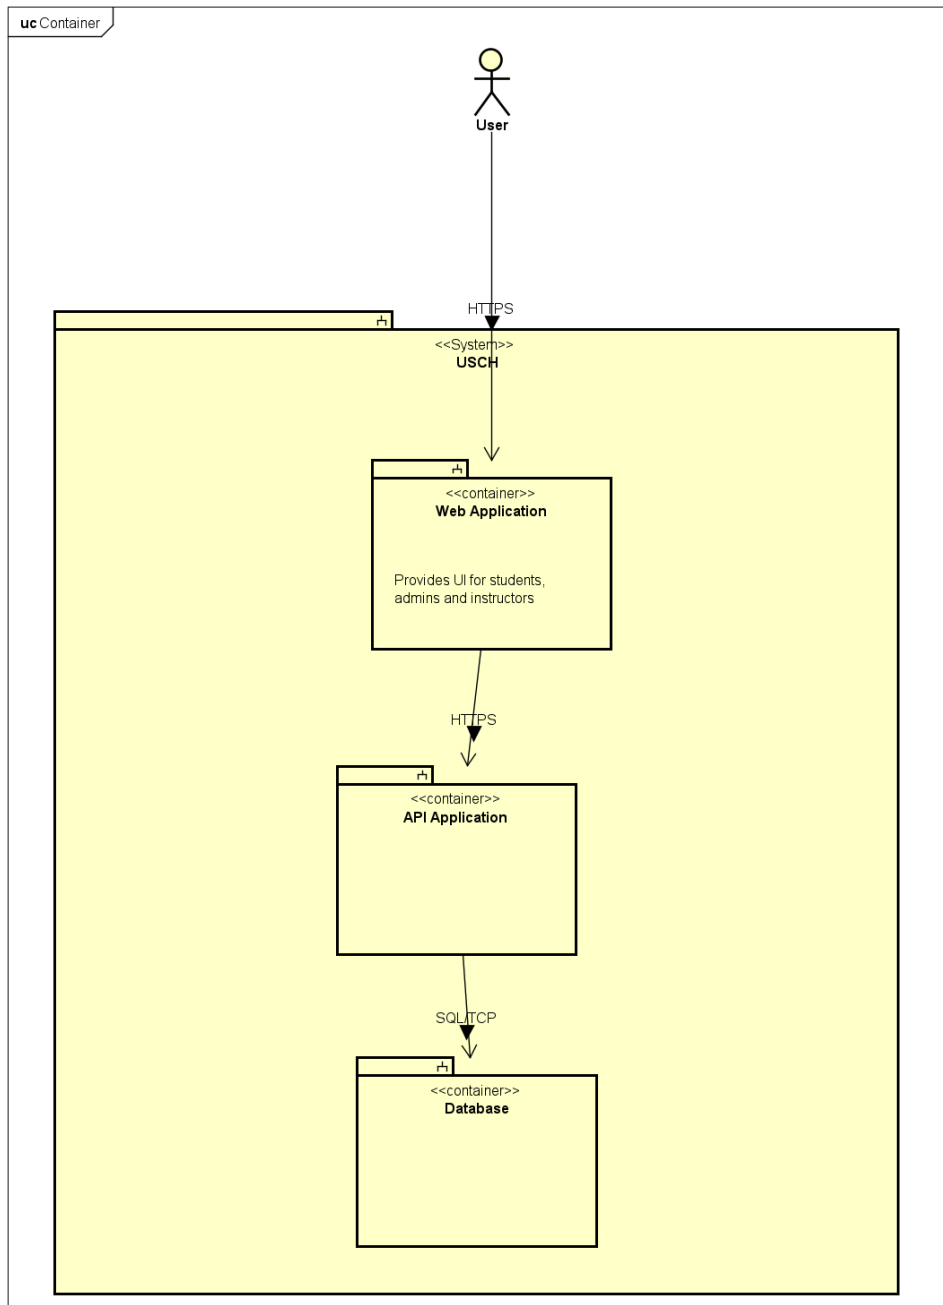 uc Container
User
HTTPS
<<System>>
USCH
<<container>>
Web Application
Provides UI for students,
admins and instructors
HTTPS
<<container>>
API Application
SQL/TCP
<<container>>
Database